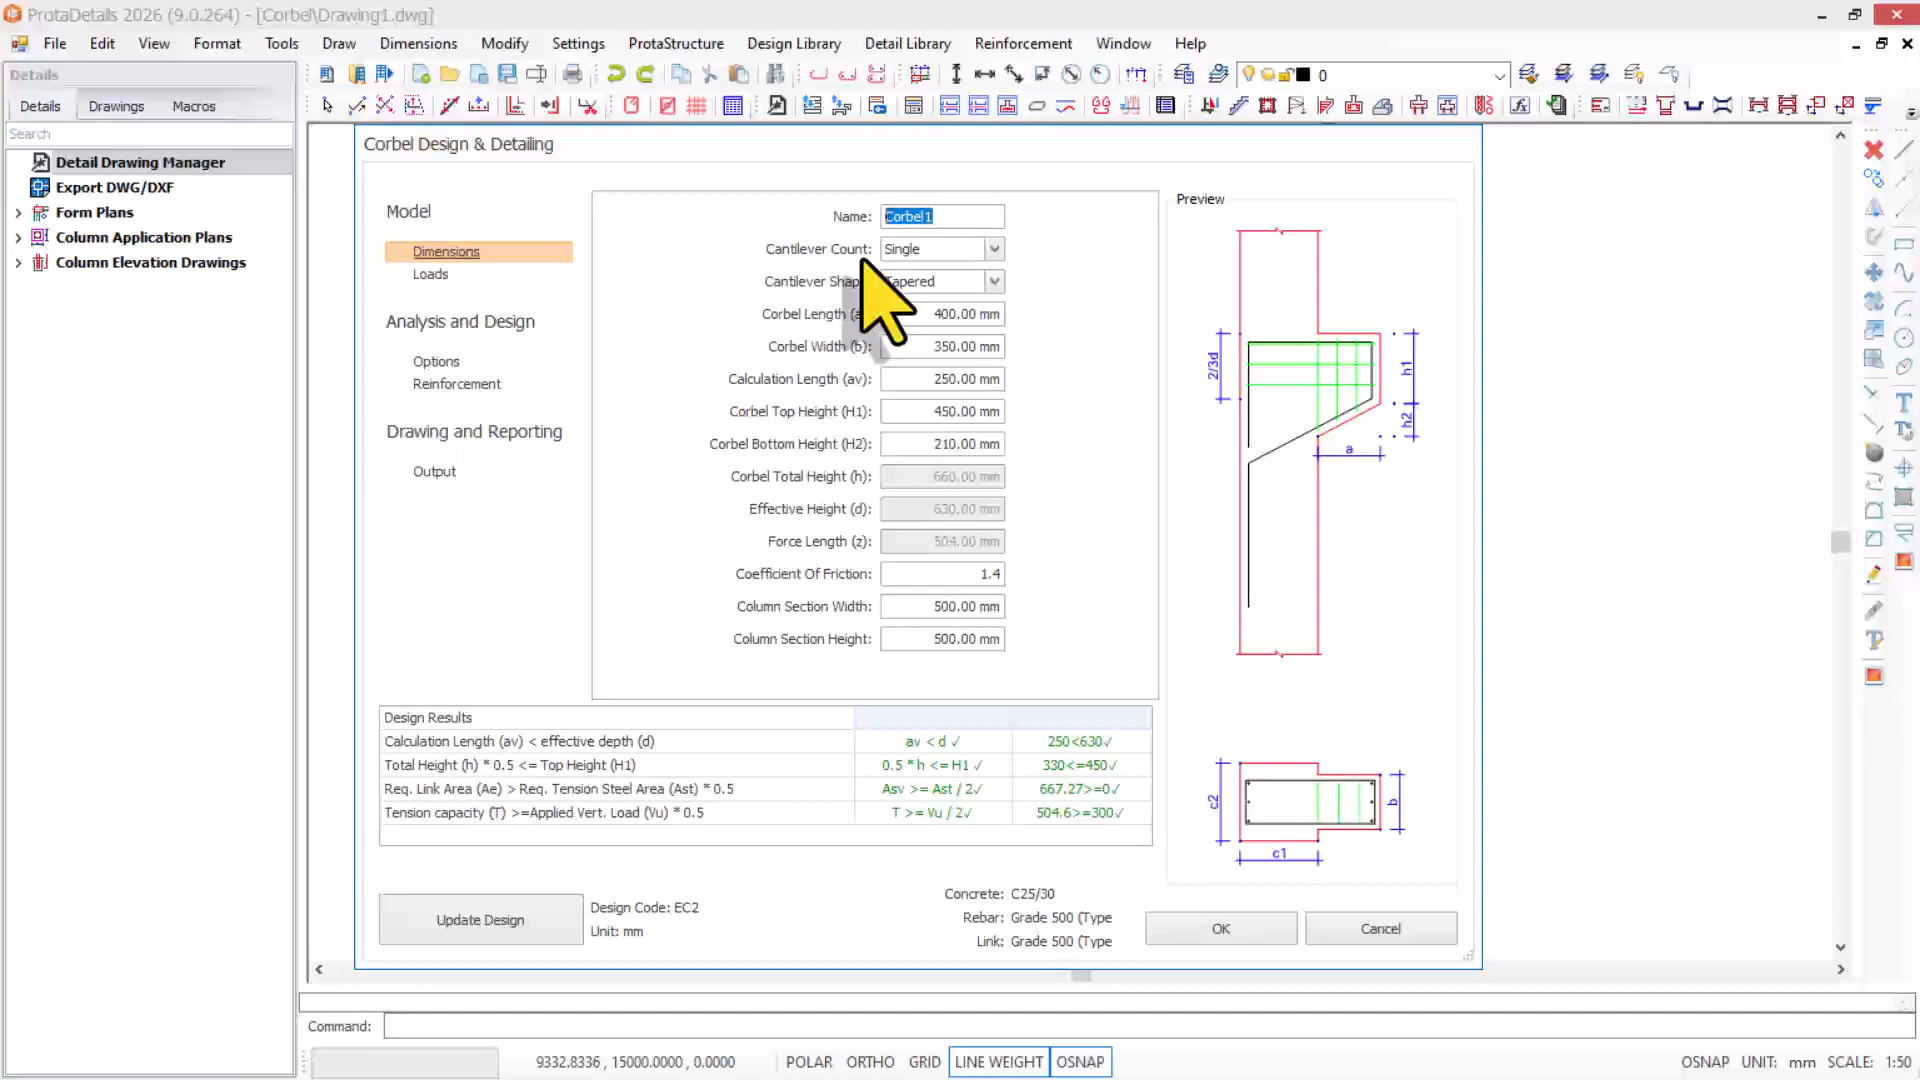 ProtaDetails 2026 (9.0.264) - [Corbel\Drawing1.dwg]
File Edit View Format Tools Draw Dimensions Modify Settings ProtaStructure Design Library Detail Library Reinforcement Window Help
Details
0
Details Drawings Macros
Search
Detail Drawing Manager
Export DWG/DXF
Form Plans
Column Application Plans
Column Elevation Drawings
Corbel Design & Detailing
Model
Dimensions
Loads
Analysis and Design
Options
Reinforcement
Drawing and Reporting
Output
Name: Corbel1
Cantilever Count: Single
Cantilever Shap Tapered
Corbel Length (a 400.00 mm
Corbel Width (b): 350.00 mm
Calculation Length (av): 250.00 mm
Corbel Top Height (H1): 450.00 mm
Corbel Bottom Height (H2): 210.00 mm
Corbel Total Height (h): 660.00 mm
Effective Height (d): 630.00 mm
Force Length (z): 504.00 mm
Coefficient Of Friction: 1.4
Column Section Width: 500.00 mm
Column Section Height: 500.00 mm
Preview
2/3d
h1
h2
a
c2
b
c1
Design Results
Calculation Length (av) < effective depth (d) av < d ✓ 250<630✓
Total Height (h) * 0.5 <= Top Height (H1) 0.5 * h <= H1 ✓ 330<=450✓
Req. Link Area (Ae) > Req. Tension Steel Area (Ast) * 0.5 Asv >= Ast / 2✓ 667.27>=0✓
Tension capacity (T) >=Applied Vert. Load (Vu) * 0.5 T >= Vu / 2✓ 504.6>=300✓
Update Design
Design Code: EC2
Unit: mm
Concrete: C25/30
Rebar: Grade 500 (Type
Link: Grade 500 (Type
OK
Cancel
Command:
9332.8336 , 15000.0000 , 0.0000 POLAR ORTHO GRID LINE WEIGHT OSNAP OSNAP UNIT: mm SCALE: 1:50